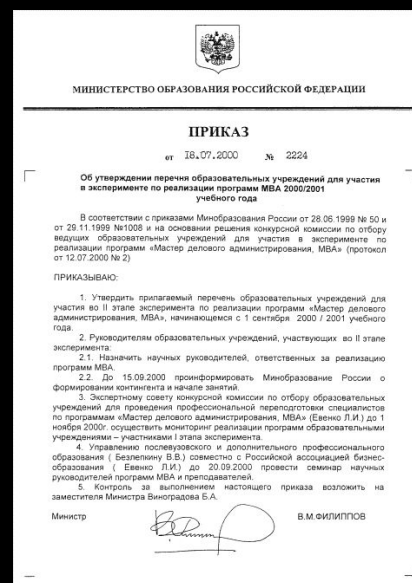 МИНИСТЕРСТВО ОБРАЗОВАНИЯ РОССИЙСКОЙ ФЕДЕРАЦИИ
ПРИКАЗ
от I8.07.2000 № 2224
Об утверждении перечня образовательных учреждений для участия
в эксперименте по реализации программ МВА 2000/2001
учебного года
В соответствии с приказами Минобразования России от 28.06.1999 № 50 и
от 29.11.1999 №1008 и на основании решения конкурсной комиссии по отбору
ведущих образовательных учреждений для участия в эксперименте по
реализации программ «Мастер делового администрирования, МВА» (протокол
от 12.07.2000 № 2)
ПРИКАЗЫВАЮ:
1. Утвердить прилагаемый перечень образовательных учреждений для
участия во II этапе эксперимента по реализации программ «Мастер делового
администрирования, МВА», начинающемся с 1 сентября 2000 / 2001 учебного
года.
2. Руководителям образовательных учреждений, участвующих во II этапе
эксперимента:
2.1. Назначить научных руководителей, ответственных за реализацию
программ МВА.
2.2. До 15.09.2000 проинформировать Минобразование России о
формировании контингента и начале занятий.
3. Экспертному совету конкурсной комиссии по отбору образовательных
учреждений для проведения профессиональной переподготовки специалистов
по программам «Мастер делового администрирования, МВА» (Евенко Л.И.) до 1
ноября 2000г. осуществить мониторинг реализации программ образовательными
учреждениями – участниками I этапа эксперимента.
4. Управлению послевузовского и дополнительного профессионального
образования ( Безлепкину В.В.) совместно с Российской ассоциацией бизнес-
образования ( Евенко Л.И.) до 20.09.2000 провести семинар научных
руководителей программ МВА и преподавателей.
5. Контроль за выполнением настоящего приказа возложить на
заместителя Министра Виноградова Б.А.
Министр В.М.ФИЛИППОВ